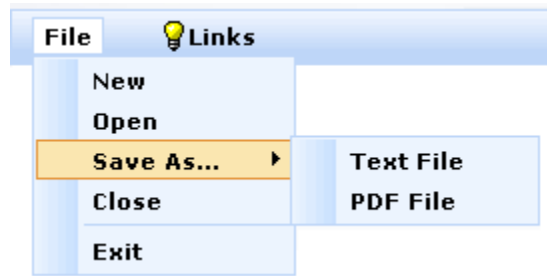 File Links
New
Open
Save As... Text File
Close PDF File
Exit